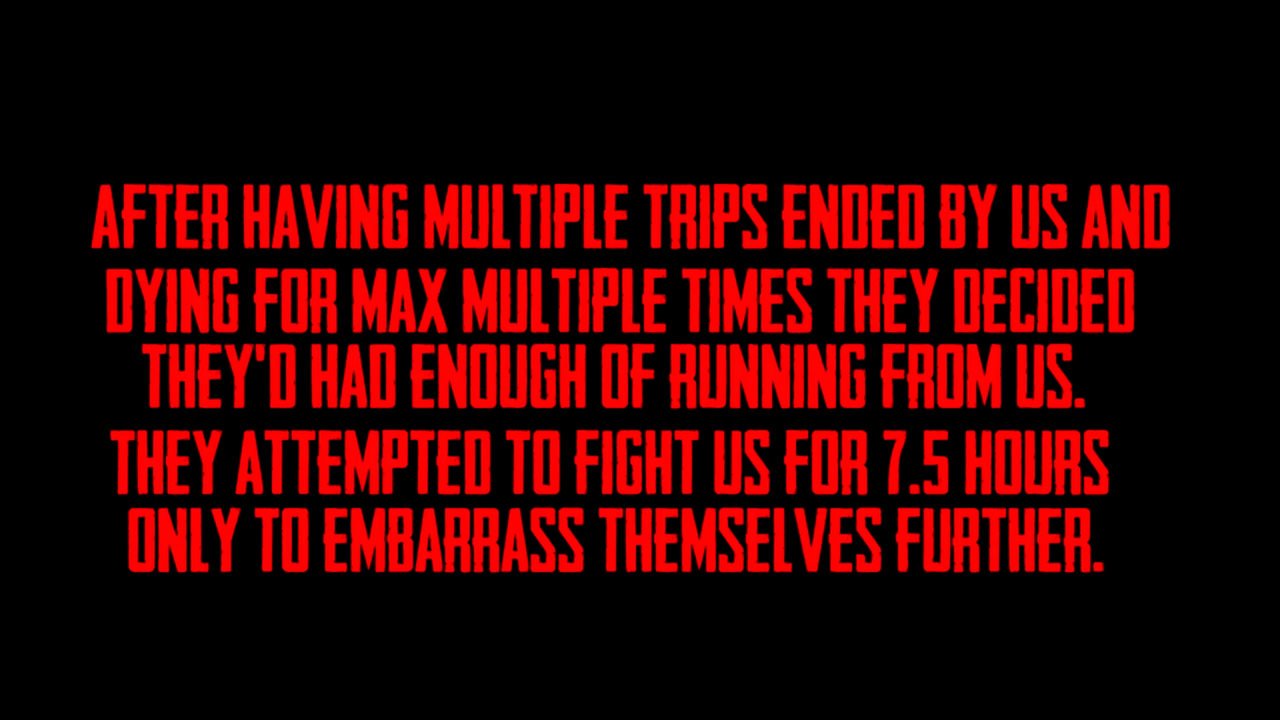 AFTER HAVING MULTIPLE TRIPS ENDED BY US AND
DYING FOR MAX MULTIPLE TIMES THEY DECIDED
THEY'D HAD ENOUGH OF RUNNING FROM US.
THEY ATTEMPTED TO FIGHT US FOR 7.5 HOURS
ONLY TO EMBARRASS THEMSELVES FURTHER.